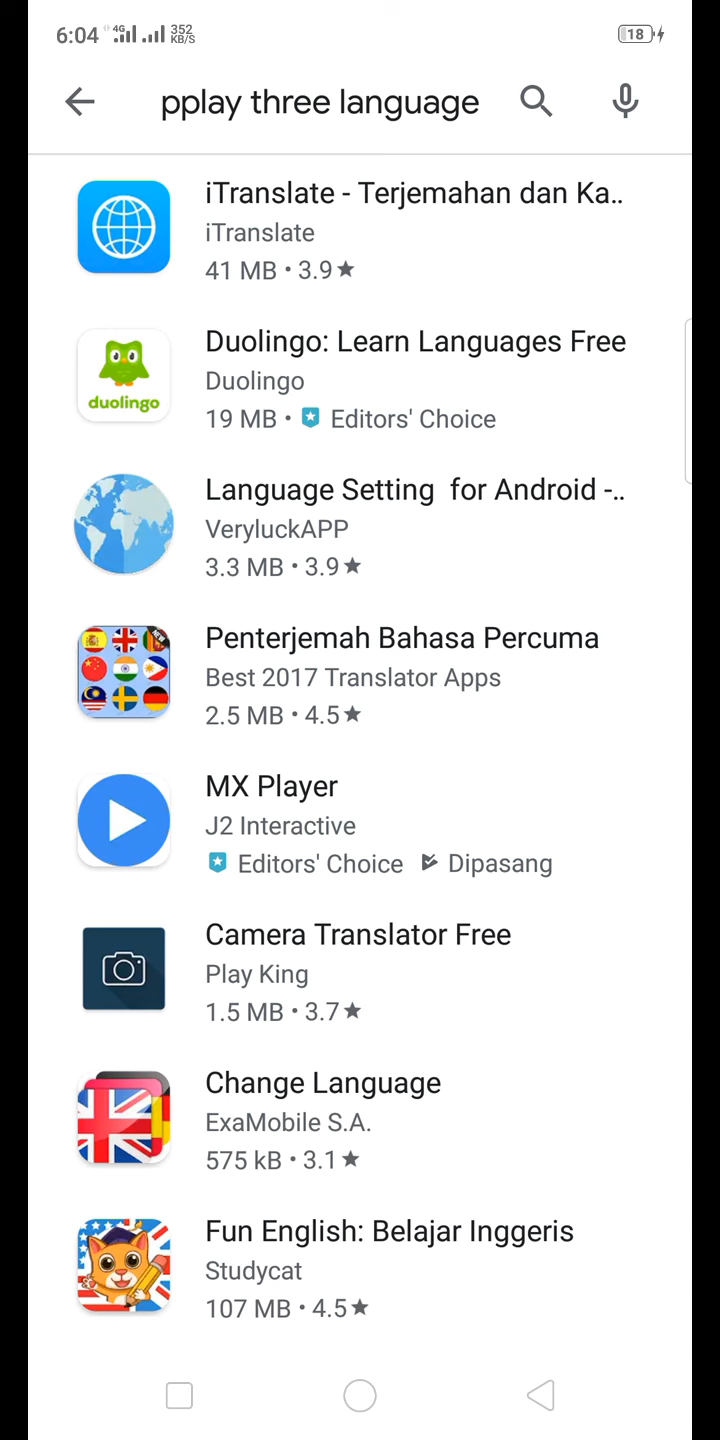 6:04 4G 352 KB/S 18
pplay three language
iTranslate - Terjemahan dan Ka..
iTranslate
41 MB • 3.9★
duolingo
Duolingo: Learn Languages Free
Duolingo
19 MB • Editors' Choice
Language Setting for Android -..
VeryluckAPP
3.3 MB • 3.9★
NEW
Penterjemah Bahasa Percuma
Best 2017 Translator Apps
2.5 MB • 4.5★
MX Player
J2 Interactive
Editors' Choice Dipasang
Camera Translator Free
Play King
1.5 MB • 3.7★
Change Language
ExaMobile S.A.
575 kB • 3.1★
Fun English: Belajar Inggeris
Studycat
107 MB • 4.5★